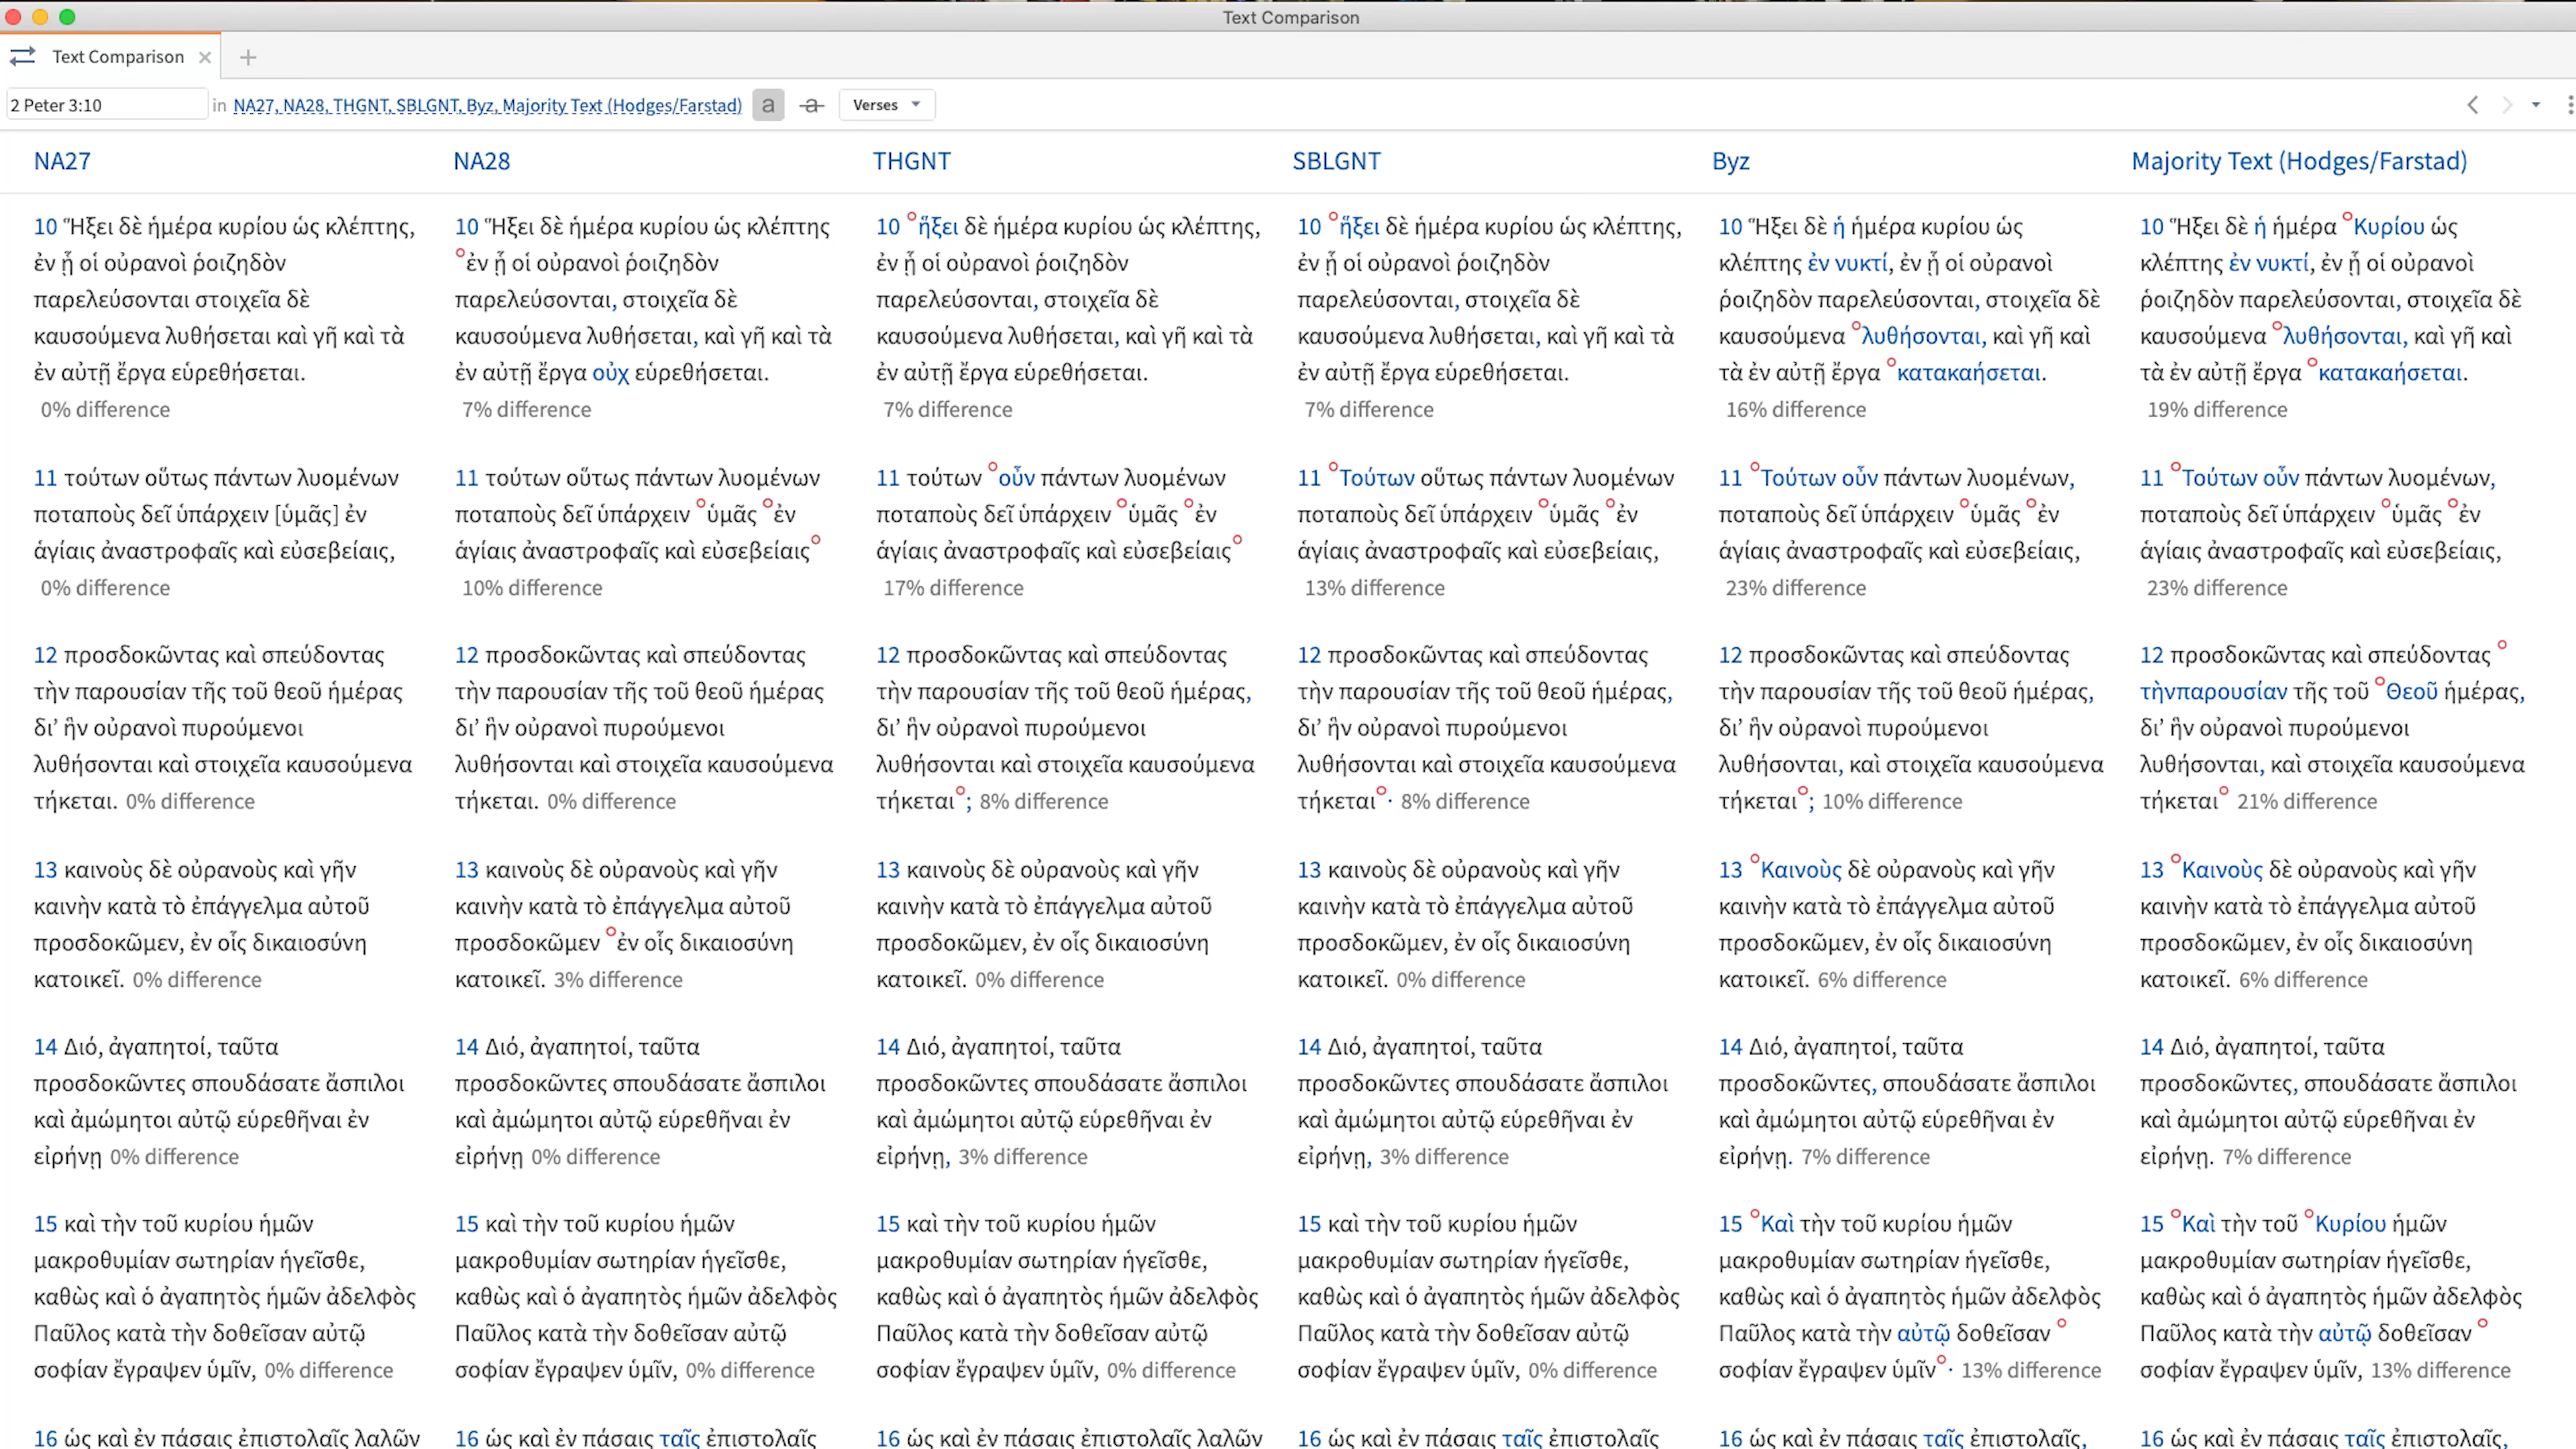 Text Comparison
Text Comparison
2 Peter 3:10 in NA27, NA28, THGNT, SBLGNT, Byz, Majority Text (Hodges/Farstad) a a Verses
NA27
10 Ἥξει δὲ ἡμέρα κυρίου ὡς κλέπτης,
ἐν ᾗ οἱ οὐρανοὶ ῥοιζηδὸν
παρελεύσονται στοιχεῖα δὲ
καυσούμενα λυθήσεται καὶ γῆ καὶ τὰ
ἐν αὐτῇ ἔργα εὑρεθήσεται.
0% difference
11 τούτων οὕτως πάντων λυομένων
ποταποὺς δεῖ ὑπάρχειν [ὑμᾶς] ἐν
ἁγίαις ἀναστροφαῖς καὶ εὐσεβείαις,
0% difference
12 προσδοκῶντας καὶ σπεύδοντας
τὴν παρουσίαν τῆς τοῦ θεοῦ ἡμέρας
δι’ ἣν οὐρανοὶ πυρούμενοι
λυθήσονται καὶ στοιχεῖα καυσούμενα
τήκεται. 0% difference
13 καινοὺς δὲ οὐρανοὺς καὶ γῆν
καινὴν κατὰ τὸ ἐπάγγελμα αὐτοῦ
προσδοκῶμεν, ἐν οἷς δικαιοσύνη
κατοικεῖ. 0% difference
14 Διό, ἀγαπητοί, ταῦτα
προσδοκῶντες σπουδάσατε ἄσπιλοι
καὶ ἀμώμητοι αὐτῷ εὑρεθῆναι ἐν
εἰρήνῃ 0% difference
15 καὶ τὴν τοῦ κυρίου ἡμῶν
μακροθυμίαν σωτηρίαν ἡγεῖσθε,
καθὼς καὶ ὁ ἀγαπητὸς ἡμῶν ἀδελφὸς
Παῦλος κατὰ τὴν δοθεῖσαν αὐτῷ
σοφίαν ἔγραψεν ὑμῖν, 0% difference
16 ὡς καὶ ἐν πάσαις ἐπιστολαῖς λαλῶν
NA28
10 Ἥξει δὲ ἡμέρα κυρίου ὡς κλέπτης
°ἐν ᾗ οἱ οὐρανοὶ ῥοιζηδὸν
παρελεύσονται, στοιχεῖα δὲ
καυσούμενα λυθήσεται, καὶ γῆ καὶ τὰ
ἐν αὐτῇ ἔργα οὐχ εὑρεθήσεται.
7% difference
11 τούτων οὕτως πάντων λυομένων
ποταποὺς δεῖ ὑπάρχειν °ὑμᾶς °ἐν
ἁγίαις ἀναστροφαῖς καὶ εὐσεβείαις°
10% difference
12 προσδοκῶντας καὶ σπεύδοντας
τὴν παρουσίαν τῆς τοῦ θεοῦ ἡμέρας
δι’ ἣν οὐρανοὶ πυρούμενοι
λυθήσονται καὶ στοιχεῖα καυσούμενα
τήκεται. 0% difference
13 καινοὺς δὲ οὐρανοὺς καὶ γῆν
καινὴν κατὰ τὸ ἐπάγγελμα αὐτοῦ
προσδοκῶμεν °ἐν οἷς δικαιοσύνη
κατοικεῖ. 3% difference
14 Διό, ἀγαπητοί, ταῦτα
προσδοκῶντες σπουδάσατε ἄσπιλοι
καὶ ἀμώμητοι αὐτῷ εὑρεθῆναι ἐν
εἰρήνῃ 0% difference
15 καὶ τὴν τοῦ κυρίου ἡμῶν
μακροθυμίαν σωτηρίαν ἡγεῖσθε,
καθὼς καὶ ὁ ἀγαπητὸς ἡμῶν ἀδελφὸς
Παῦλος κατὰ τὴν δοθεῖσαν αὐτῷ
σοφίαν ἔγραψεν ὑμῖν, 0% difference
16 ὡς καὶ ἐν πάσαις ταῖς ἐπιστολαῖς
THGNT
10 °ἥξει δὲ ἡμέρα κυρίου ὡς κλέπτης,
ἐν ᾗ οἱ οὐρανοὶ ῥοιζηδὸν
παρελεύσονται, στοιχεῖα δὲ
καυσούμενα λυθήσεται, καὶ γῆ καὶ τὰ
ἐν αὐτῇ ἔργα εὑρεθήσεται.
7% difference
11 τούτων °οὖν πάντων λυομένων
ποταποὺς δεῖ ὑπάρχειν °ὑμᾶς °ἐν
ἁγίαις ἀναστροφαῖς καὶ εὐσεβείαις°
17% difference
12 προσδοκῶντας καὶ σπεύδοντας
τὴν παρουσίαν τῆς τοῦ θεοῦ ἡμέρας,
δι’ ἣν οὐρανοὶ πυρούμενοι
λυθήσονται καὶ στοιχεῖα καυσούμενα
τήκεται°; 8% difference
13 καινοὺς δὲ οὐρανοὺς καὶ γῆν
καινὴν κατὰ τὸ ἐπάγγελμα αὐτοῦ
προσδοκῶμεν, ἐν οἷς δικαιοσύνη
κατοικεῖ. 0% difference
14 Διό, ἀγαπητοί, ταῦτα
προσδοκῶντες σπουδάσατε ἄσπιλοι
καὶ ἀμώμητοι αὐτῷ εὑρεθῆναι ἐν
εἰρήνῃ, 3% difference
15 καὶ τὴν τοῦ κυρίου ἡμῶν
μακροθυμίαν σωτηρίαν ἡγεῖσθε,
καθὼς καὶ ὁ ἀγαπητὸς ἡμῶν ἀδελφὸς
Παῦλος κατὰ τὴν δοθεῖσαν αὐτῷ
σοφίαν ἔγραψεν ὑμῖν, 0% difference
16 ὡς καὶ ἐν πάσαις ἐπιστολαῖς λαλῶν
SBLGNT
10 °ἥξει δὲ ἡμέρα κυρίου ὡς κλέπτης,
ἐν ᾗ οἱ οὐρανοὶ ῥοιζηδὸν
παρελεύσονται, στοιχεῖα δὲ
καυσούμενα λυθήσεται, καὶ γῆ καὶ τὰ
ἐν αὐτῇ ἔργα εὑρεθήσεται.
7% difference
11 °Τούτων οὕτως πάντων λυομένων
ποταποὺς δεῖ ὑπάρχειν °ὑμᾶς °ἐν
ἁγίαις ἀναστροφαῖς καὶ εὐσεβείαις,
13% difference
12 προσδοκῶντας καὶ σπεύδοντας
τὴν παρουσίαν τῆς τοῦ θεοῦ ἡμέρας,
δι’ ἣν οὐρανοὶ πυρούμενοι
λυθήσονται καὶ στοιχεῖα καυσούμενα
τήκεται°· 8% difference
13 καινοὺς δὲ οὐρανοὺς καὶ γῆν
καινὴν κατὰ τὸ ἐπάγγελμα αὐτοῦ
προσδοκῶμεν, ἐν οἷς δικαιοσύνη
κατοικεῖ. 0% difference
14 Διό, ἀγαπητοί, ταῦτα
προσδοκῶντες σπουδάσατε ἄσπιλοι
καὶ ἀμώμητοι αὐτῷ εὑρεθῆναι ἐν
εἰρήνῃ, 3% difference
15 καὶ τὴν τοῦ κυρίου ἡμῶν
μακροθυμίαν σωτηρίαν ἡγεῖσθε,
καθὼς καὶ ὁ ἀγαπητὸς ἡμῶν ἀδελφὸς
Παῦλος κατὰ τὴν δοθεῖσαν αὐτῷ
σοφίαν ἔγραψεν ὑμῖν, 0% difference
16 ὡς καὶ ἐν πάσαις ταῖς ἐπιστολαῖς
Byz
10 Ἥξει δὲ ἡ ἡμέρα κυρίου ὡς
κλέπτης ἐν νυκτί, ἐν ᾗ οἱ οὐρανοὶ
ῥοιζηδὸν παρελεύσονται, στοιχεῖα δὲ
καυσούμενα °λυθήσονται, καὶ γῆ καὶ
τὰ ἐν αὐτῇ ἔργα °κατακαήσεται.
16% difference
11 °Τούτων οὖν πάντων λυομένων,
ποταποὺς δεῖ ὑπάρχειν °ὑμᾶς °ἐν
ἁγίαις ἀναστροφαῖς καὶ εὐσεβείαις,
23% difference
12 προσδοκῶντας καὶ σπεύδοντας
τὴν παρουσίαν τῆς τοῦ θεοῦ ἡμέρας,
δι’ ἣν οὐρανοὶ πυρούμενοι
λυθήσονται, καὶ στοιχεῖα καυσούμενα
τήκεται°; 10% difference
13 °Καινοὺς δὲ οὐρανοὺς καὶ γῆν
καινὴν κατὰ τὸ ἐπάγγελμα αὐτοῦ
προσδοκῶμεν, ἐν οἷς δικαιοσύνη
κατοικεῖ. 6% difference
14 Διό, ἀγαπητοί, ταῦτα
προσδοκῶντες, σπουδάσατε ἄσπιλοι
καὶ ἀμώμητοι αὐτῷ εὑρεθῆναι ἐν
εἰρήνῃ. 7% difference
15 °Καὶ τὴν τοῦ κυρίου ἡμῶν
μακροθυμίαν σωτηρίαν ἡγεῖσθε,
καθὼς καὶ ὁ ἀγαπητὸς ἡμῶν ἀδελφὸς
Παῦλος κατὰ τὴν αὐτῷ δοθεῖσαν °
σοφίαν ἔγραψεν ὑμῖν°· 13% difference
16 ὡς καὶ ἐν πάσαις ταῖς ἐπιστολαῖς,
Majority Text (Hodges/Farstad)
10 Ἥξει δὲ ἡ ἡμέρα °Κυρίου ὡς
κλέπτης ἐν νυκτί, ἐν ᾗ οἱ οὐρανοὶ
ῥοιζηδὸν παρελεύσονται, στοιχεῖα δὲ
καυσούμενα °λυθήσονται, καὶ γῆ καὶ
τὰ ἐν αὐτῇ ἔργα °κατακαήσεται.
19% difference
11 °Τούτων οὖν πάντων λυομένων,
ποταποὺς δεῖ ὑπάρχειν °ὑμᾶς °ἐν
ἁγίαις ἀναστροφαῖς καὶ εὐσεβείαις,
23% difference
12 προσδοκῶντας καὶ σπεύδοντας °
τὴνπαρουσίαν τῆς τοῦ °Θεοῦ ἡμέρας,
δι’ ἣν οὐρανοὶ πυρούμενοι
λυθήσονται, καὶ στοιχεῖα καυσούμενα
τήκεται° 21% difference
13 °Καινοὺς δὲ οὐρανοὺς καὶ γῆν
καινὴν κατὰ τὸ ἐπάγγελμα αὐτοῦ
προσδοκῶμεν, ἐν οἷς δικαιοσύνη
κατοικεῖ. 6% difference
14 Διό, ἀγαπητοί, ταῦτα
προσδοκῶντες, σπουδάσατε ἄσπιλοι
καὶ ἀμώμητοι αὐτῷ εὑρεθῆναι ἐν
εἰρήνῃ. 7% difference
15 °Καὶ τὴν τοῦ °Κυρίου ἡμῶν
μακροθυμίαν σωτηρίαν ἡγεῖσθε,
καθὼς καὶ ὁ ἀγαπητὸς ἡμῶν ἀδελφὸς
Παῦλος κατὰ τὴν αὐτῷ δοθεῖσαν °
σοφίαν ἔγραψεν ὑμῖν, 13% difference
16 ὡς καὶ ἐν πάσαις ταῖς ἐπιστολαῖς,